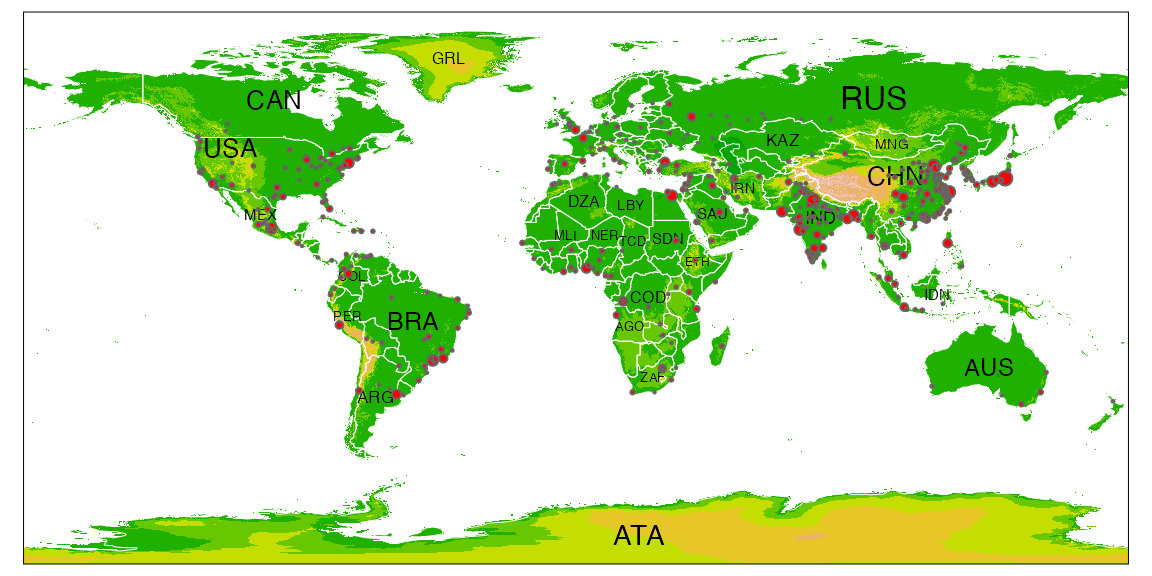 GRL
CAN
RUS
USA
KAZ
MNG
CHN
IRN
DZA
LBY
SAU
IND
MEX
MLI
NER
TCD
SDN
ETH
COL
COD
IDN
PER
BRA
AGO
AUS
ZAF
ARG
ATA